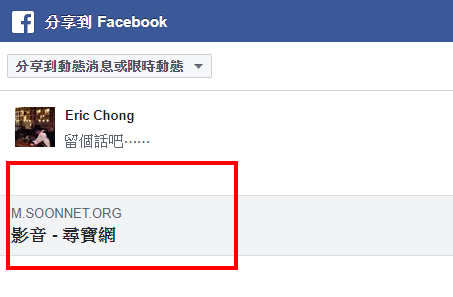 分享到 Facebook
分享到動態消息或限時動態
Eric Chong
留個話吧⋯⋯
M.SOONNET.ORG
影音 - 尋寶網